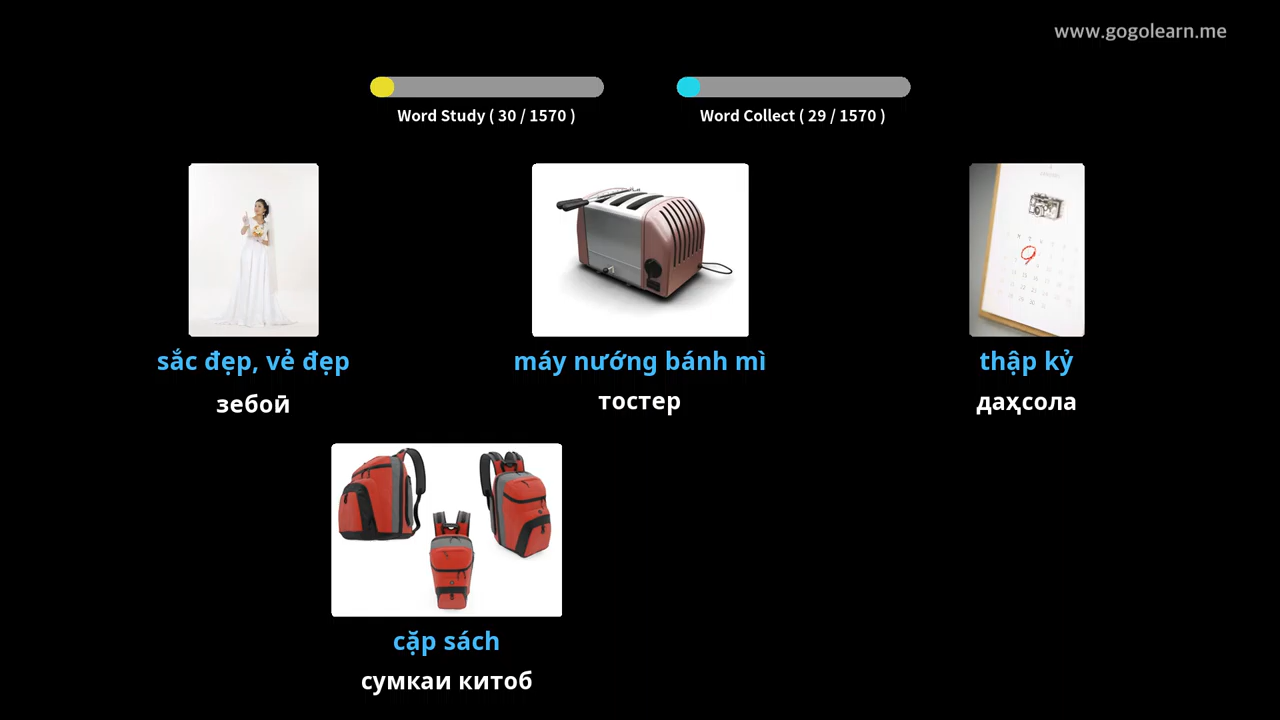 www.gogolearn.me
Word Study ( 30 / 1570 )
Word Collect ( 29 / 1570 )
sắc đẹp, vẻ đẹp
зебоӣ
máy nướng bánh mì
тостер
thập kỷ
даҳсола
cặp sách
сумкаи китоб